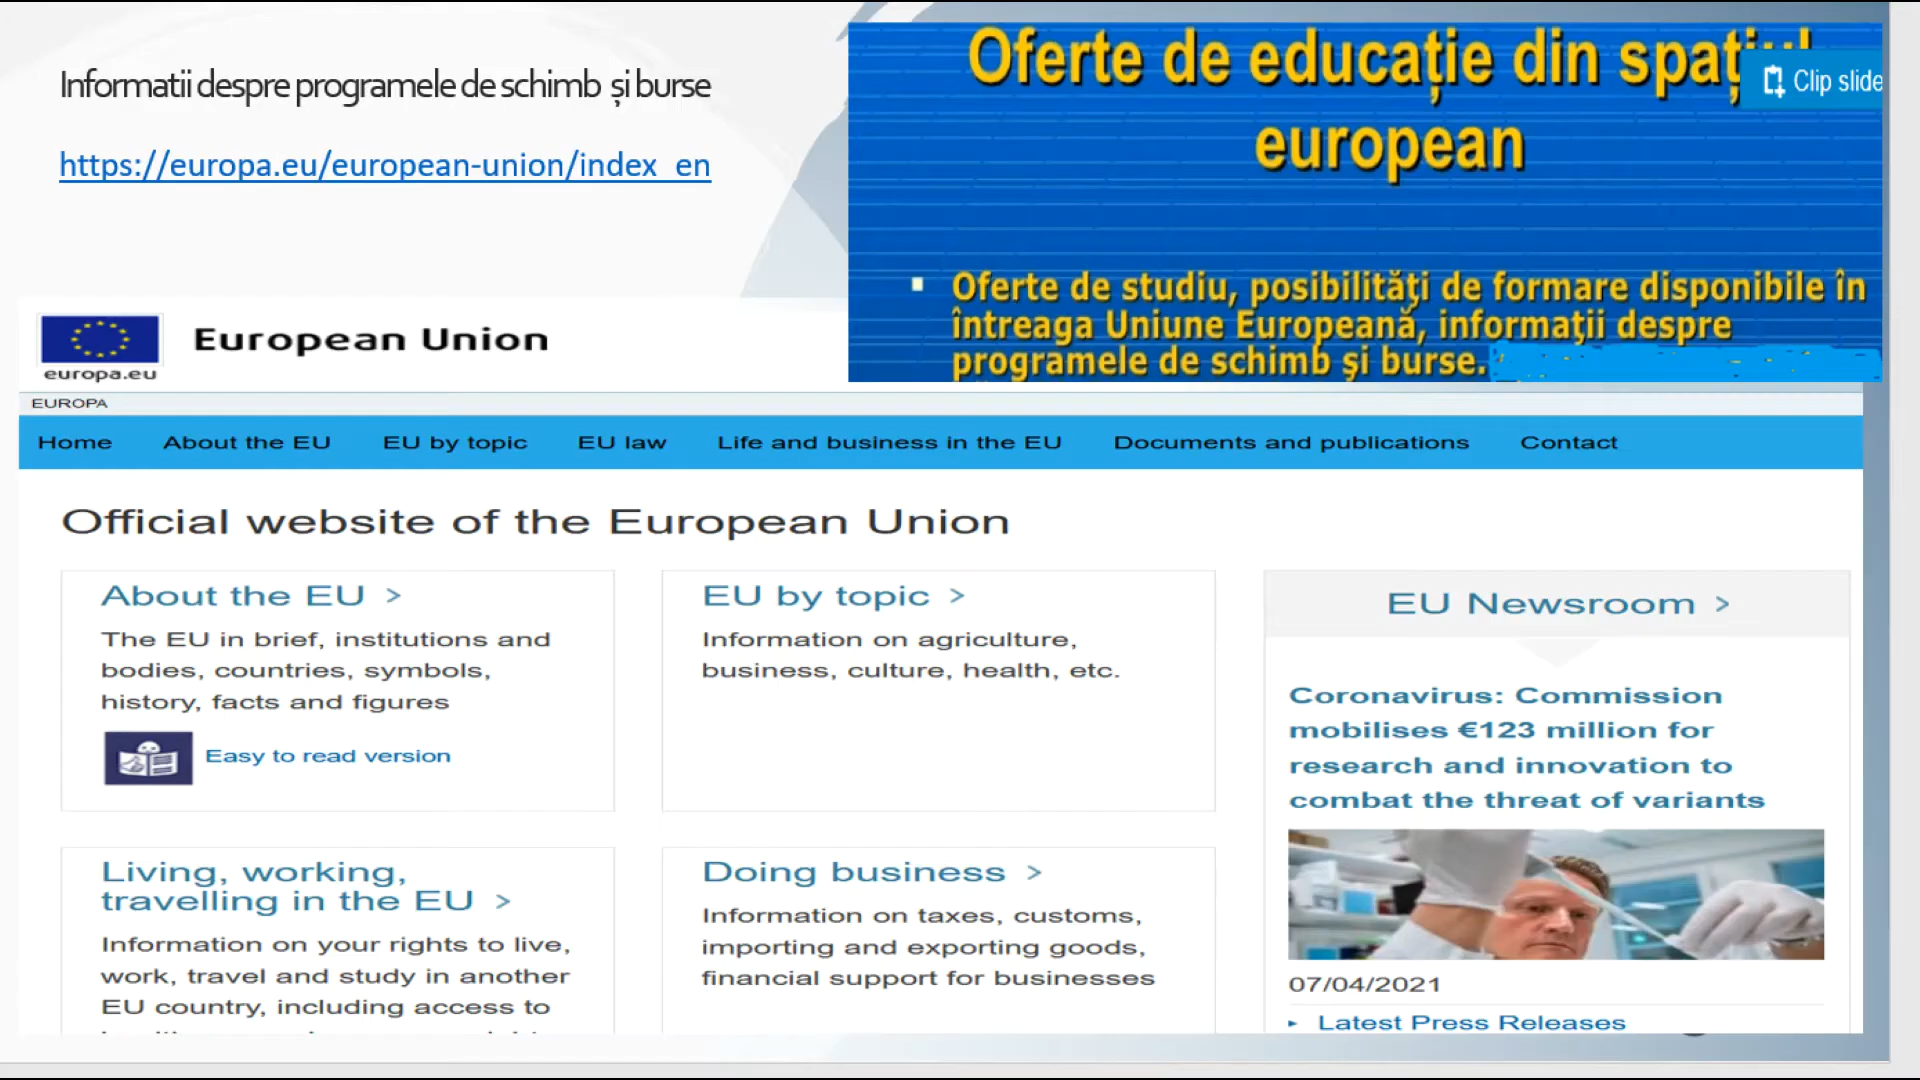 Informatii despre programele de schimb și burse
https://europa.eu/european-union/index_en
Oferte de educație din spațiul
european
Clip slide
Oferte de studiu, posibilităţi de formare disponibile în
întreaga Uniune Europeană, informaţii despre
programele de schimb şi burse.
europa.eu
European Union
EUROPA
Home About the EU EU by topic EU law Life and business in the EU Documents and publications Contact
Official website of the European Union
About the EU >
The EU in brief, institutions and
bodies, countries, symbols,
history, facts and figures
Easy to read version
EU by topic >
Information on agriculture,
business, culture, health, etc.
Living, working,
travelling in the EU >
Information on your rights to live,
work, travel and study in another
EU country, including access to
Doing business >
Information on taxes, customs,
importing and exporting goods,
financial support for businesses
EU Newsroom >
Coronavirus: Commission
mobilises €123 million for
research and innovation to
combat the threat of variants
07/04/2021
Latest Press Releases